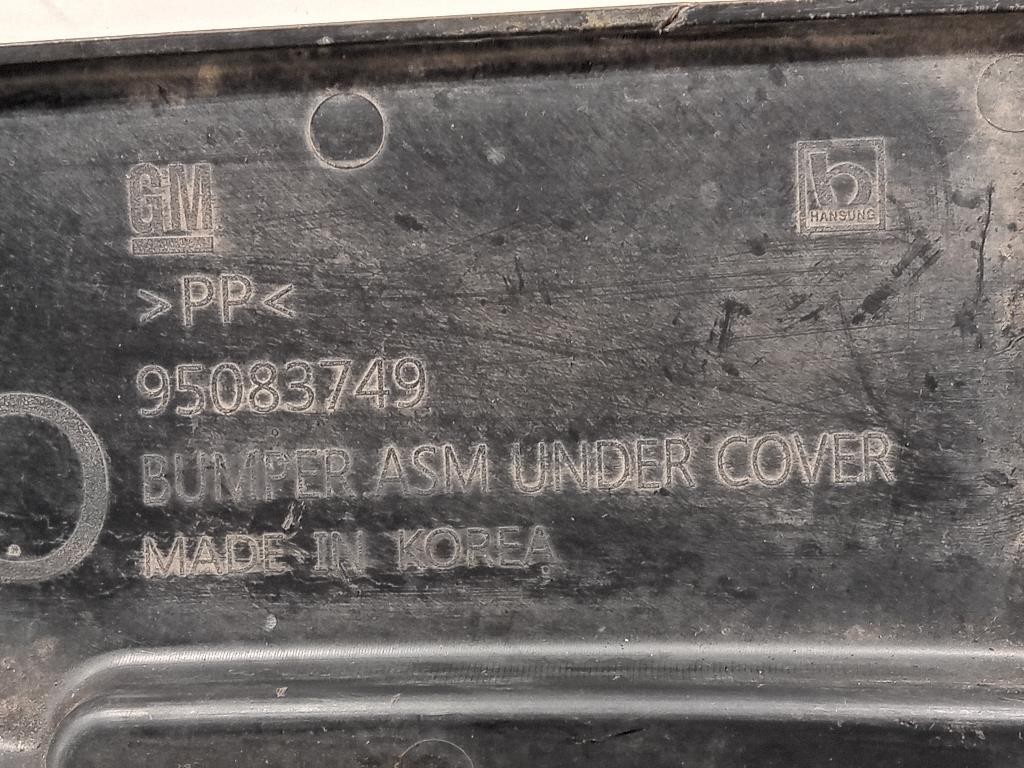 GM
HANSUNG
>PP<
95083749
BUMPER ASM UNDER COVER
MADE IN KOREA